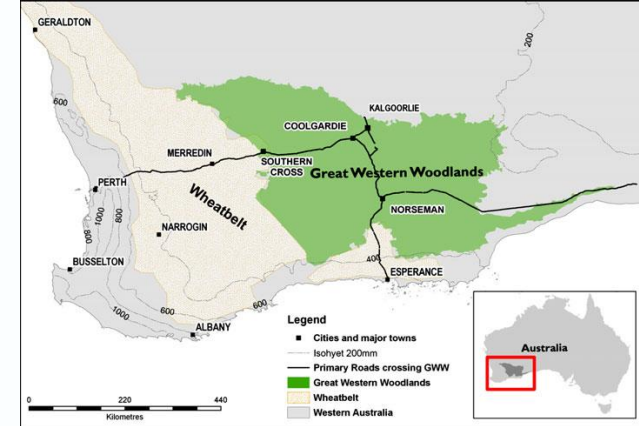 GERALDTON
200
600
KALGOORLIE
COOLGARDIE
MERREDIN
SOUTHERN
CROSS
Great Western Woodlands
PERTH
Wheatbelt
NORSEMAN
800
1000
800
NARROGIN
400
BUSSELTON
ESPERANCE
600
600
1000
ALBANY
Legend
Cities and major towns
Isohyet 200mm
Primary Roads crossing GWW
Great Western Woodlands
Wheatbelt
Western Australia
Australia
0 220 440
Kilometres